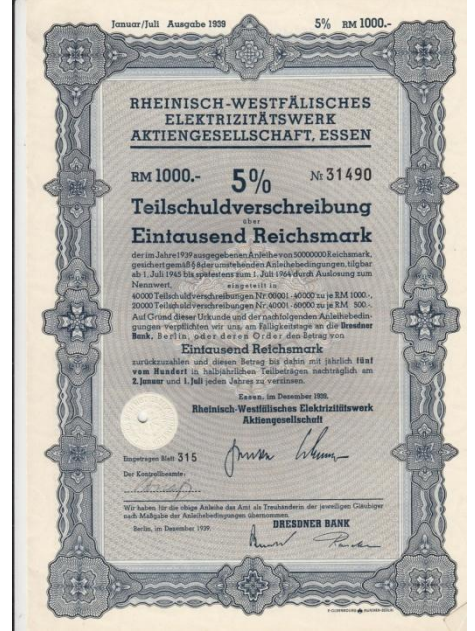 Januar/Juli Ausgabe 1939 5% RM 1000.-
RHEINISCH-WESTFÄLISCHES
ELEKTRIZITÄTSWERK
AKTIENGESELLSCHAFT, ESSEN
RM 1000.- 5% Nr 31490
Teilschuldverschreibung
über
Eintausend Reichsmark
der im Jahre 1939 ausgegebenen Anleihe von 50000000 Reichsmark,
gesichert gemäß § 8 der umstehenden Anleihebedingungen, tilgbar
ab 1. Juli 1945 bis spätestens zum 1. Juli 1964 durch Auslosung zum
Nennwert, eingeteilt in
40000 Teilschuldverschreibungen Nr. 00001-40000 zu je RM 1000.-,
20000 Teilschuldverschreibungen Nr. 40001-60000 zu je RM 500.-.
Auf Grund dieser Urkunde und der nachfolgenden Anleihebedin-
gungen verpflichten wir uns, am Fälligkeitstage an die Dresdner
Bank, Berlin, oder deren Order den Betrag von
Eintausend Reichsmark
zurückzuzahlen und diesen Betrag bis dahin mit jährlich fünf
vom Hundert in halbjährlichen Teilbeträgen nachträglich am
2. Januar und 1. Juli jeden Jahres zu verzinsen.
Essen, im Dezember 1939.
Rheinisch-Westfälisches Elektrizitätswerk
Aktiengesellschaft
Eingetragen Blatt 315
Der Kontrollbeamte:
Wir haben für die obige Anleihe das Amt als Treuhänderin der jeweiligen Gläubiger
nach Maßgabe der Anleihebedingungen übernommen.
Berlin, im Dezember 1939. DRESDNER BANK